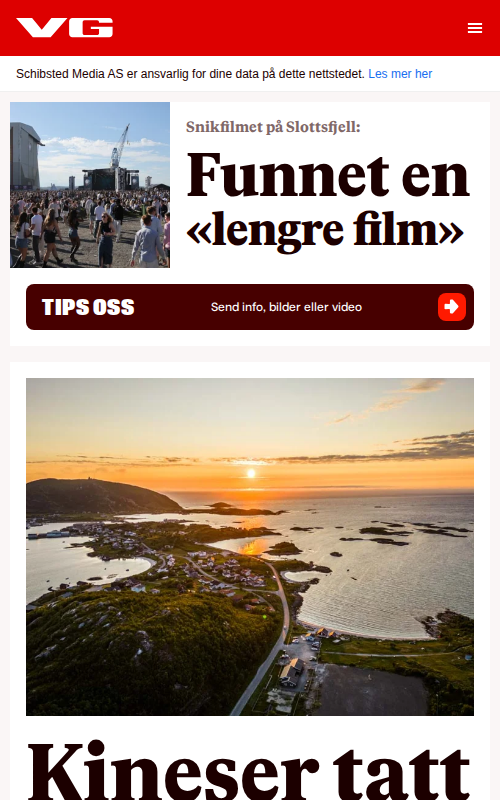 VG
Schibsted Media AS er ansvarlig for dine data på dette nettstedet. Les mer her
Snikfilmet på Slottsfjell:
Funnet en
«lengre film»
TIPS OSS
Send info, bilder eller video
Kineser tatt